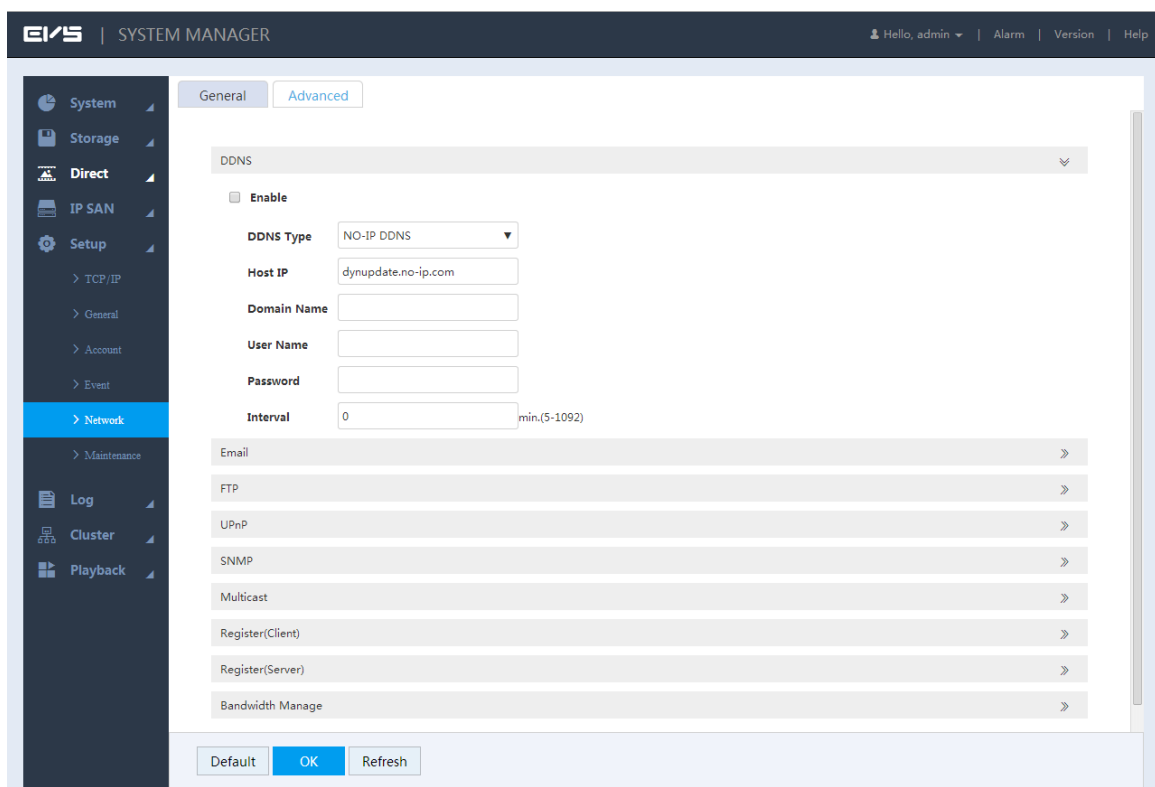 EVS | SYSTEM MANAGER
Hello, admin | Alarm | Version | Help
System
Storage
Direct
IP SAN
Setup
> TCP/IP
> General
> Account
> Event
> Network
> Maintenance
Log
Cluster
Playback
General
Advanced
DDNS
Enable
DDNS Type NO-IP DDNS
Host IP dynupdate.no-ip.com
Domain Name
User Name
Password
Interval 0 min.(5-1092)
Email
FTP
UPnP
SNMP
Multicast
Register(Client)
Register(Server)
Bandwidth Manage
Default
OK
Refresh